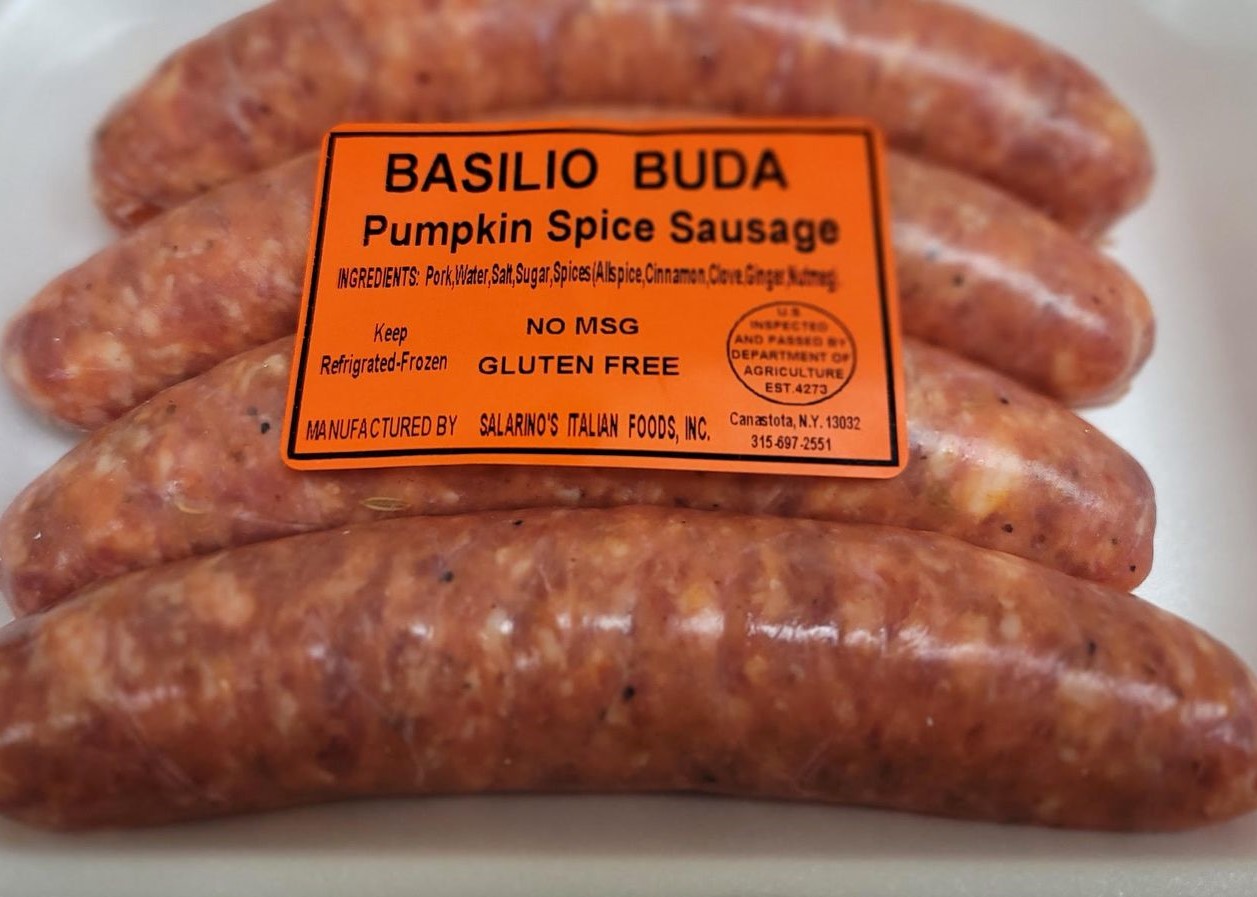 BASILIO BUDA
Pumpkin Spice Sausage
INGREDIENTS: Pork,Water,Salt,Sugar,Spices(Allspice,Cinnamon,Clove,Ginger,Nutmeg).
Keep
Refrigrated-Frozen
NO MSG
GLUTEN FREE
U.S
INSPECTED
AND PASSED BY
DEPARTMENT OF
AGRICULTURE
EST.4273
MANUFACTURED BY SALARINO'S ITALIAN FOODS, INC.
Canastota, N.Y. 13032
315-697-2551